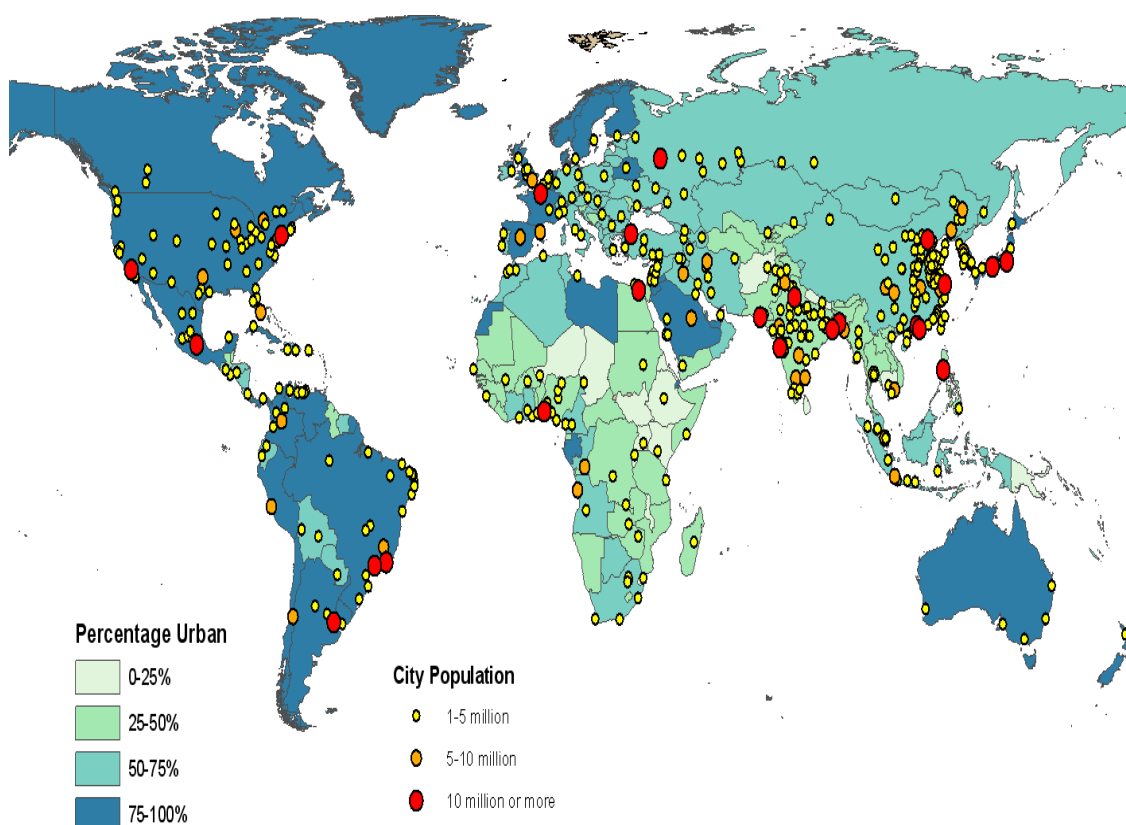 Percentage Urban
0-25%
25-50%
50-75%
75-100%
City Population
1-5 million
5-10 million
10 million or more